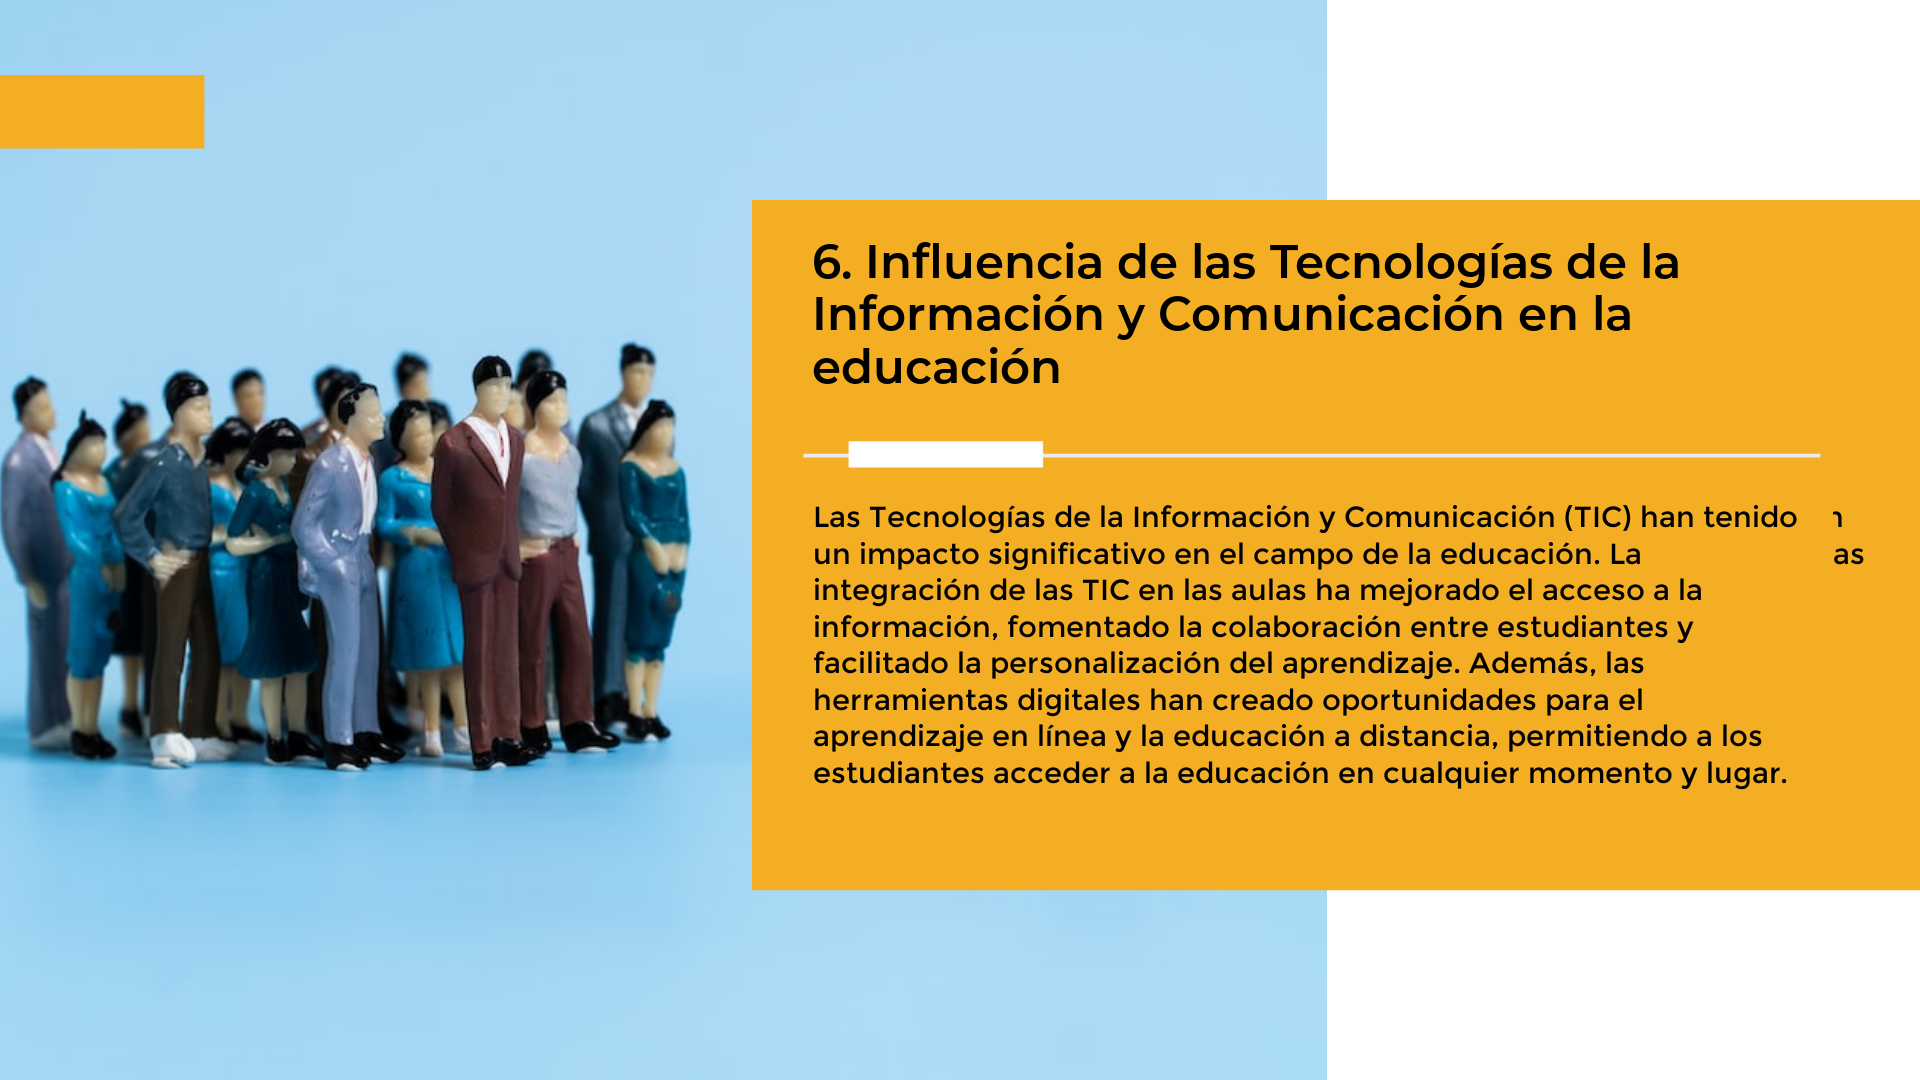 6. Influencia de las Tecnologías de la
Información y Comunicación en la
educación
Las Tecnologías de la Información y Comunicación (TIC) han tenido
un impacto significativo en el campo de la educación. La as
integración de las TIC en las aulas ha mejorado el acceso a la
información, fomentado la colaboración entre estudiantes y
facilitado la personalización del aprendizaje. Además, las
herramientas digitales han creado oportunidades para el
aprendizaje en línea y la educación a distancia, permitiendo a los
estudiantes acceder a la educación en cualquier momento y lugar.